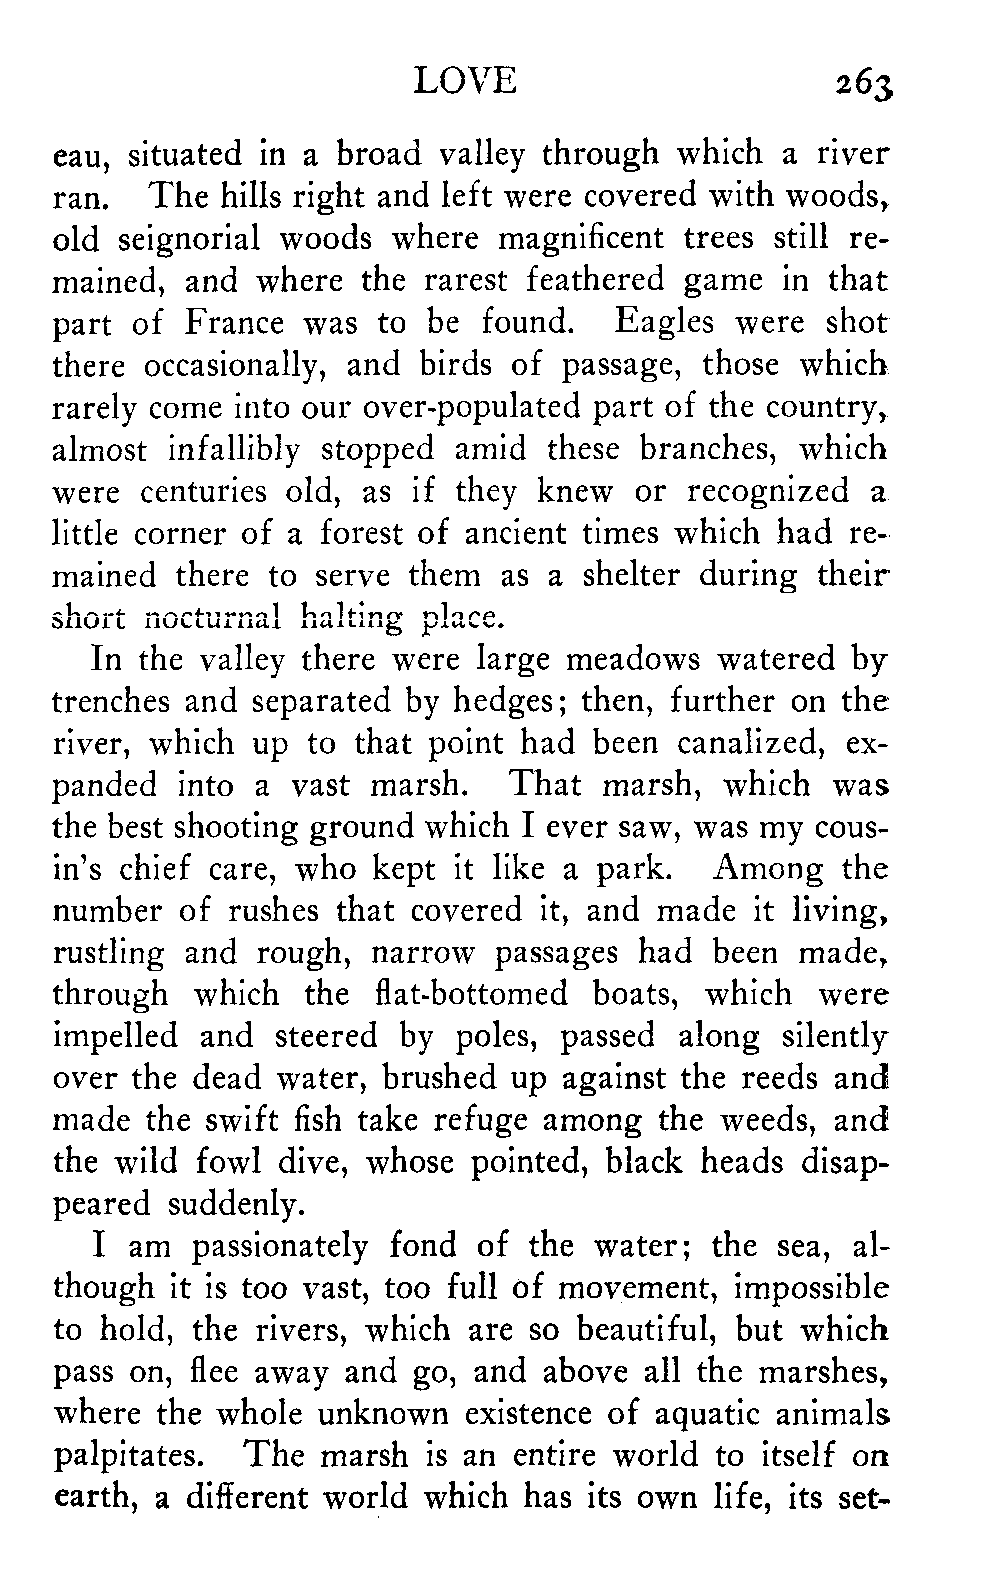 LOVE 263
eau, situated in a broad valley through which a river
ran. The hills right and left were covered with woods,
old seignorial woods where magnificent trees still re-
mained, and where the rarest feathered game in that
part of France was to be found. Eagles were shot
there occasionally, and birds of passage, those which
rarely come into our over-populated part of the country,
almost infallibly stopped amid these branches, which
were centuries old, as if they knew or recognized a
little corner of a forest of ancient times which had re-
mained there to serve them as a shelter during their
short nocturnal halting place.
In the valley there were large meadows watered by
trenches and separated by hedges; then, further on the
river, which up to that point had been canalized, ex-
panded into a vast marsh. That marsh, which was
the best shooting ground which I ever saw, was my cous-
in's chief care, who kept it like a park. Among the
number of rushes that covered it, and made it living,
rustling and rough, narrow passages had been made,
through which the flat-bottomed boats, which were
impelled and steered by poles, passed along silently
over the dead water, brushed up against the reeds and
made the swift fish take refuge among the weeds, and
the wild fowl dive, whose pointed, black heads disap-
peared suddenly.
I am passionately fond of the water; the sea, al-
though it is too vast, too full of movement, impossible
to hold, the rivers, which are so beautiful, but which
pass on, flee away and go, and above all the marshes,
where the whole unknown existence of aquatic animals
palpitates. The marsh is an entire world to itself on
earth, a different world which has its own life, its set-